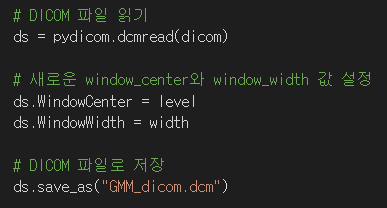 # DICOM 파일 읽기
ds = pydicom.dcmread(dicom)
# 새로운 window_center와 window_width 값 설정
ds.WindowCenter = level
ds.WindowWidth = width
# DICOM 파일로 저장
ds.save_as("GMM_dicom.dcm")